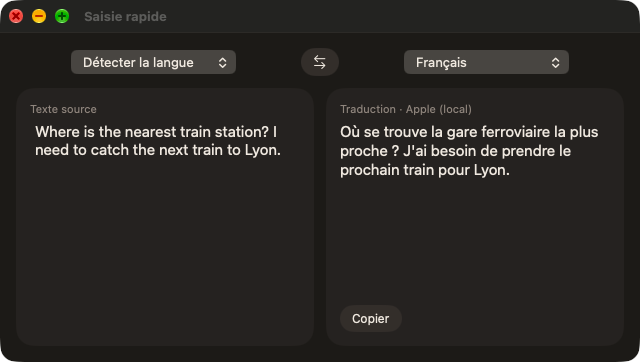 Saisie rapide
Détecter la langue
Français
Texte source
Where is the nearest train station? I
need to catch the next train to Lyon.
Traduction · Apple (local)
Où se trouve la gare ferroviaire la plus
proche ? J'ai besoin de prendre le
prochain train pour Lyon.
Copier